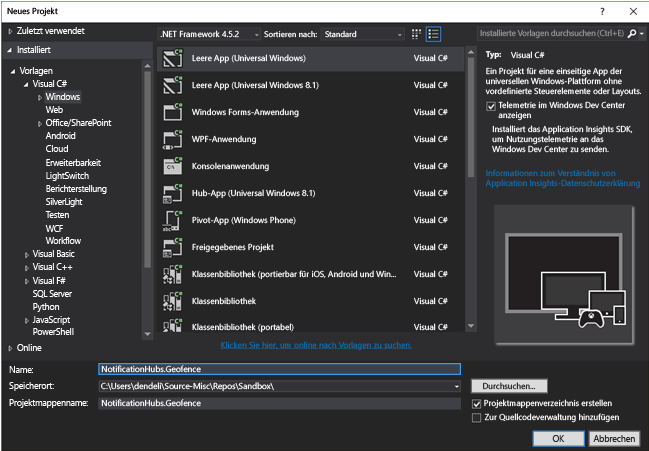 Neues Projekt
? ×
Zuletzt verwendet
.NET Framework 4.5.2 Sortieren nach: Standard
Installierte Vorlagen durchsuchen (Ctrl+E)
Installiert
Vorlagen
Visual C#
Windows
Web
Office/SharePoint
Android
Cloud
Erweiterbarkeit
LightSwitch
Berichterstellung
SilverLight
Testen
WCF
Workflow
Visual Basic
Visual C++
Visual F#
SQL Server
Python
JavaScript
PowerShell
Online
Leere App (Universal Windows) Visual C#
Leere App (Universal Windows 8.1) Visual C#
Windows Forms-Anwendung Visual C#
WPF-Anwendung Visual C#
Konsolenanwendung Visual C#
Hub-App (Universal Windows 8.1) Visual C#
Pivot-App (Windows Phone) Visual C#
Freigegebenes Projekt Visual C#
Klassenbibliothek (portierbar für iOS, Android und Win... Visual C#
Klassenbibliothek Visual C#
Klassenbibliothek (portabel) Visual C#
Klicken Sie hier, um online nach Vorlagen zu suchen.
Typ: Visual C#
Ein Projekt für eine einseitige App der
universellen Windows-Plattform ohne
vordefinierte Steuerelemente oder Layouts.
Telemetrie im Windows Dev Center
anzeigen
Installiert das Application Insights SDK,
um Nutzungstelemetrie an das
Windows Dev Center zu senden.
Informationen zum Verständnis von
Application Insights-Datenschutzerklärung
Name: NotificationHubs.Geofence
Speicherort: C:\Users\dendeli\Source-Misc\Repos\Sandbox\
Durchsuchen...
Projektmappenname: NotificationHubs.Geofence
Projektmappenverzeichnis erstellen
Zur Quellcodeverwaltung hinzufügen
OK Abbrechen